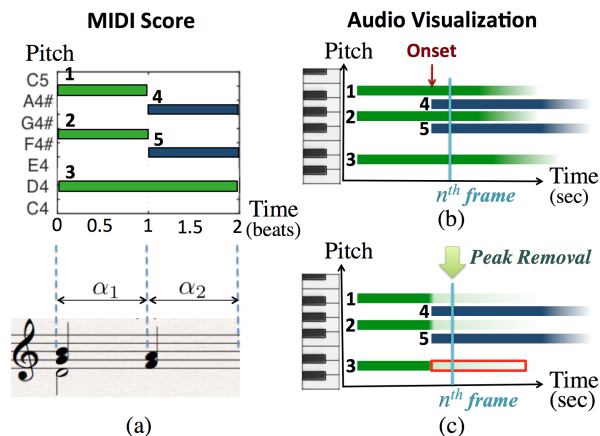 MIDI Score
Pitch
C5
A4#
G4#
F4#
E4
D4
C4
1
4
2
5
3
0 0.5 1 1.5 2
Time
(beats)
α1 α2
(a)
Audio Visualization
Onset
Pitch
1
4
2
5
3
Time
(sec)
nth frame
(b)
Pitch
Peak Removal
1
4
2
5
3
Time
(sec)
nth frame
(c)